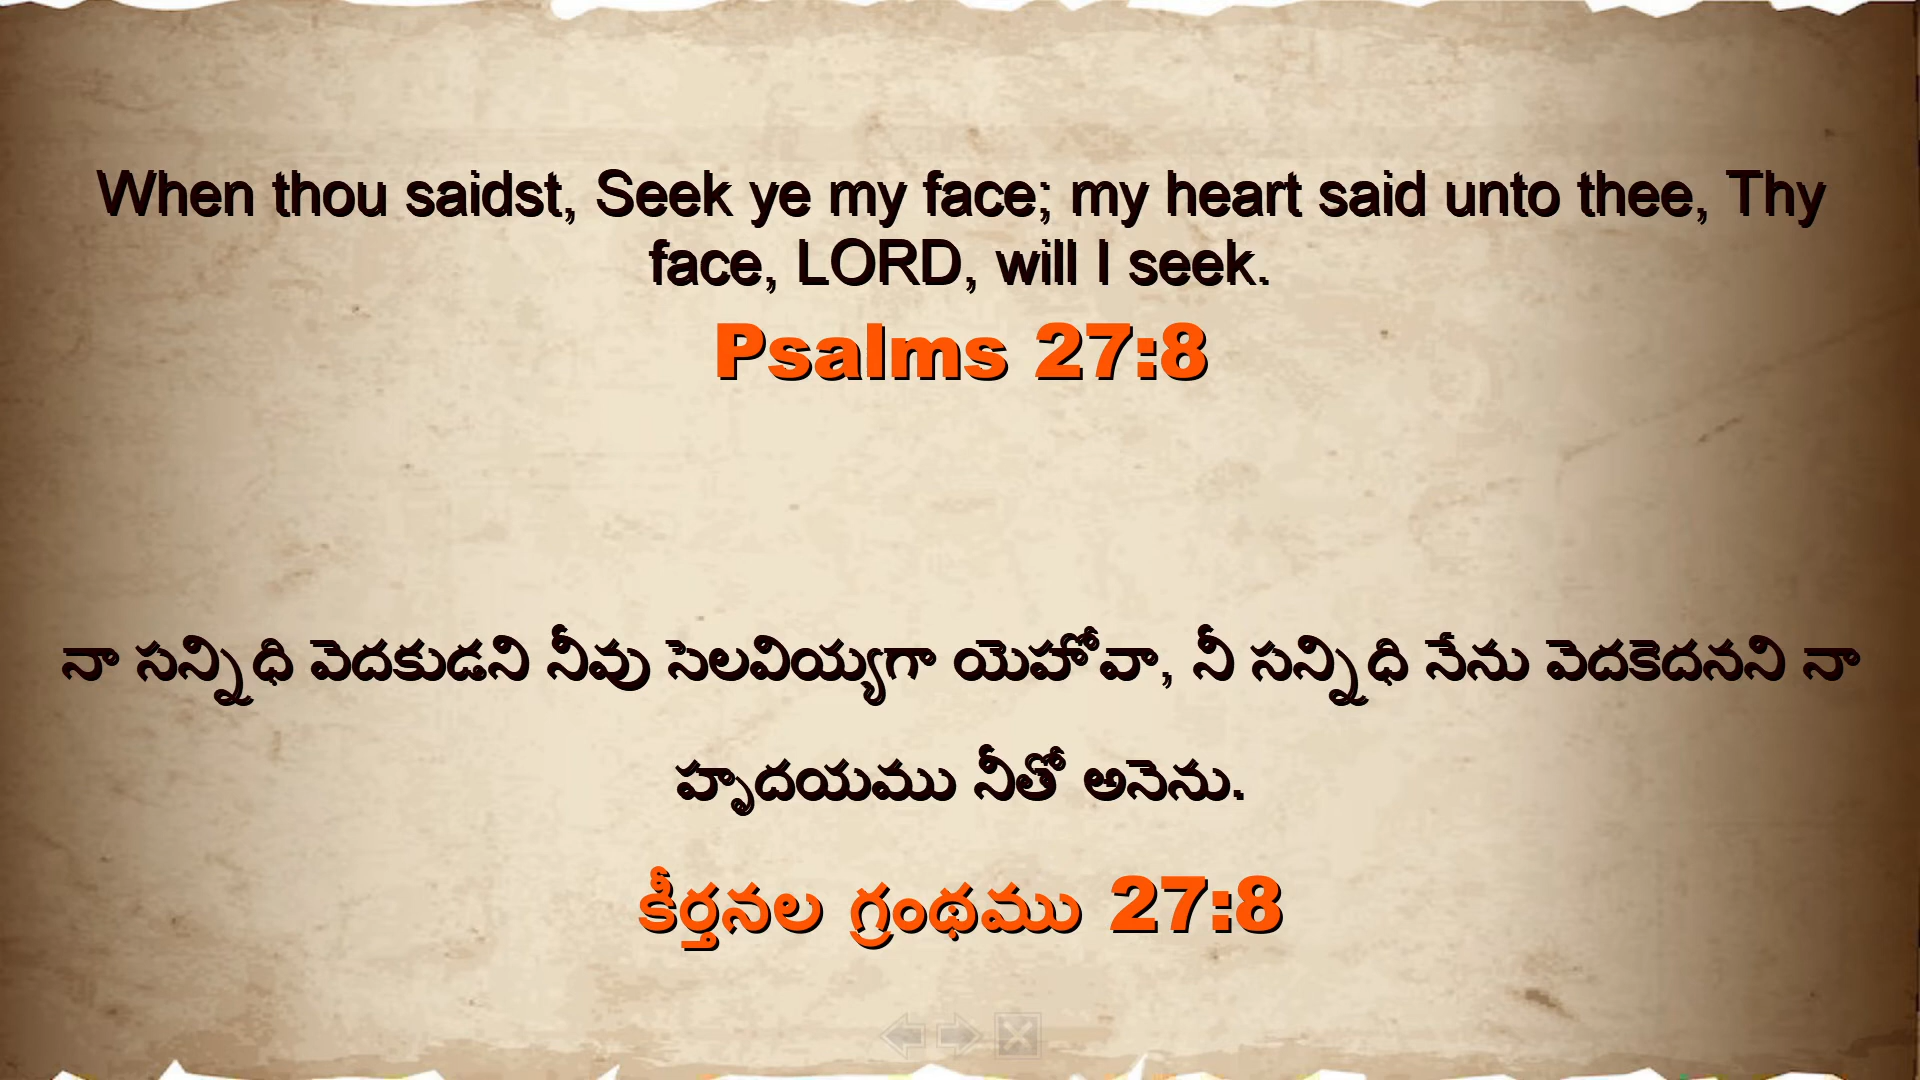 When thou saidst, Seek ye my face; my heart said unto thee, Thy
face, LORD, will I seek.
Psalms 27:8
నా సన్నిధి వెదకుడని నీవు సెలవియ్యగా యెహోవా, నీ సన్నిధి నేను వెదకెదనని నా
హృదయము నీతో అనెను.
కీర్తనల గ్రంథము 27:8